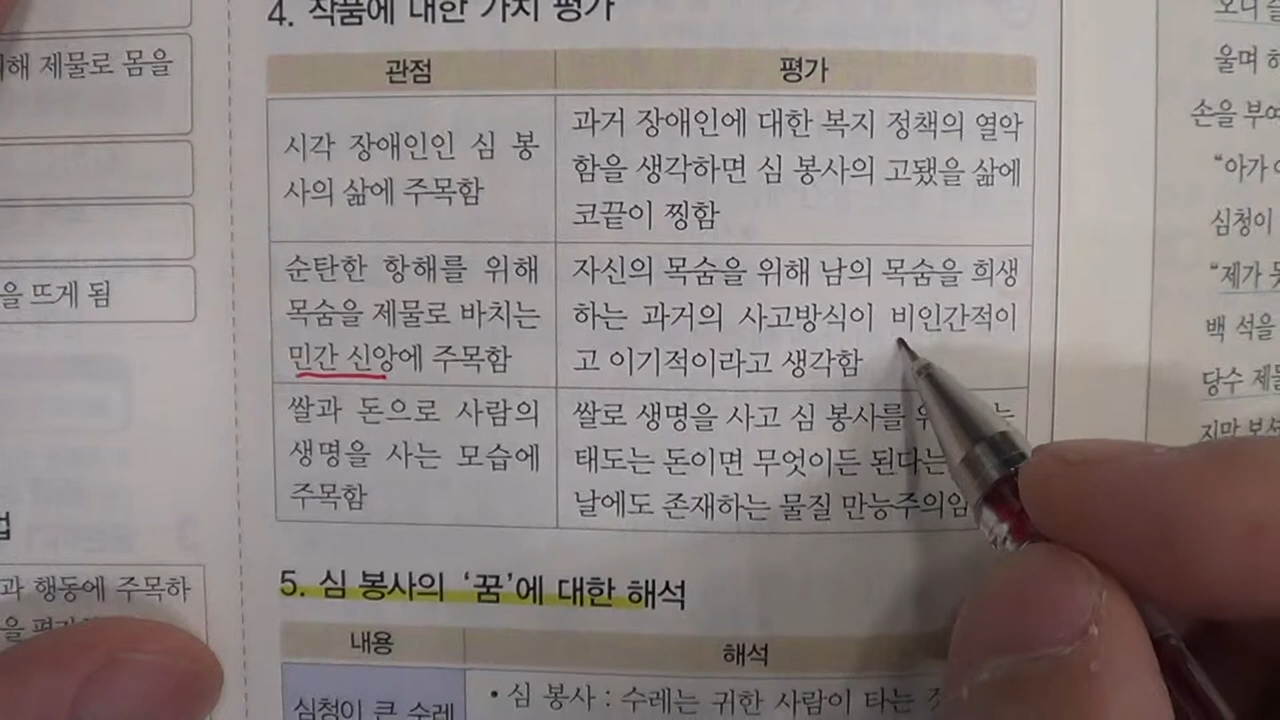 제물로 몸을
을 뜨게 됨
과 행동에 주목하
4. 작품에 대한 가치 평가
관점
평가
시각 장애인인 심 봉
사의 삶에 주목함
과거 장애인에 대한 복지 정책의 열악
함을 생각하면 심 봉사의 고됐을 삶에
코끝이 찡함
순탄한 항해를 위해
목숨을 제물로 바치는
민간 신앙에 주목함
자신의 목숨을 위해 남의 목숨을 희생
하는 과거의 사고방식이 비인간적이
고 이기적이라고 생각함
쌀과 돈으로 사람의
생명을 사는 모습에
주목함
쌀로 생명을 사고 심 봉사를
태도는 돈이면 무엇이든 된다는
날에도 존재하는 물질 만능주의임
5. 심 봉사의 ‘꿈’에 대한 해석
내용
해석
심청이 큰 수레
• 심 봉사 : 수레는 귀한 사람이 타는
울며
손을
“아가
심청이
“제가
백 석을
당수
지만